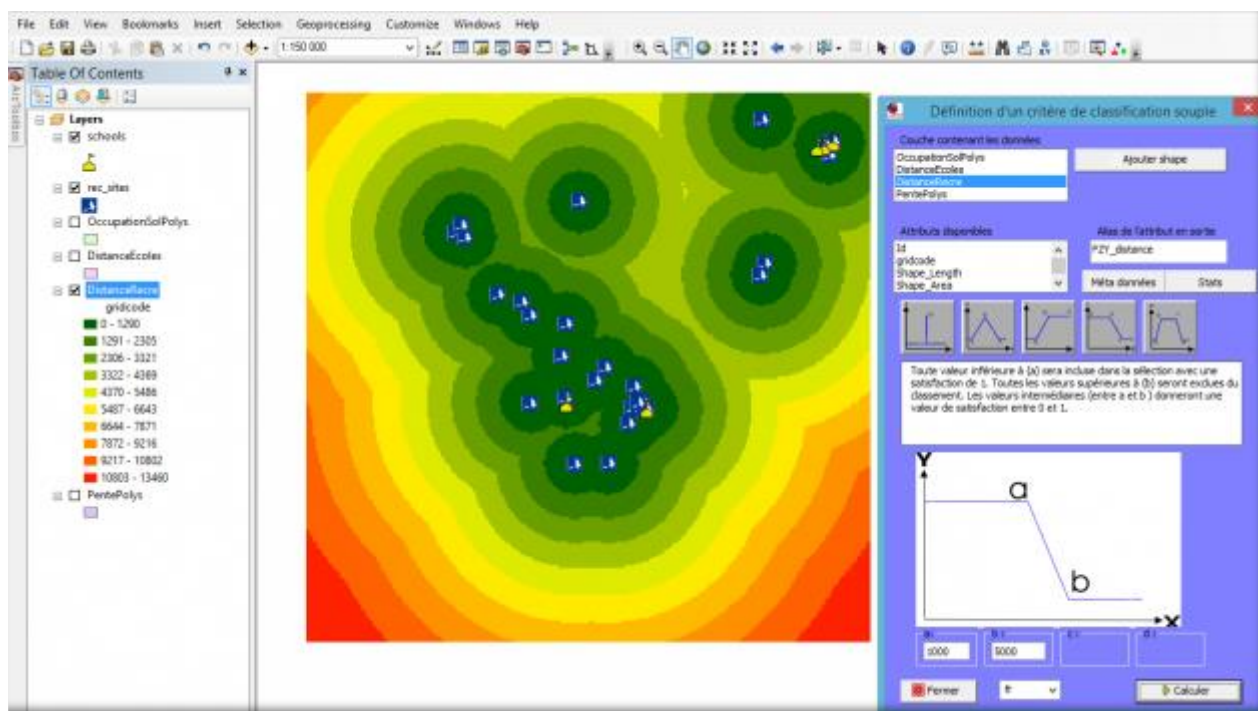 File Edit View Bookmarks Insert Selection Geoprocessing Customize Windows Help
1:150 000
Table Of Contents
Layers
schools
rec_sites
OccupationSolPolys
DistanceEcoles
DistanceRacre
gridcode
0 - 1290
1291 - 2305
2306 - 3321
3322 - 4369
4370 - 5486
5487 - 6643
6644 - 7871
7872 - 9216
9217 - 10802
10803 - 13460
PentePolys
Définition d'un critère de classification souple
Couche contenant les données
OccupationSolPolys
DistanceEcoles
DistanceRacre
PentePolys
Ajouter shape
Attributs disponibles
Id
gridcode
Shape_Length
Shape_Area
Alias de l'attribut en sortie
FZY_distance
Méta données
Stats
Toute valeur inférieure à (a) sera incluse dans la sélection avec une
satisfaction de 1. Toutes les valeurs supérieures à (b) seront exclues du
classement. Les valeurs intermédiaires (entre a et b ) donneront une
valeur de satisfaction entre 0 et 1.
Y
a
b
X
a :
b :
c :
d :
1000
5000
Fermer
fr
Calculer